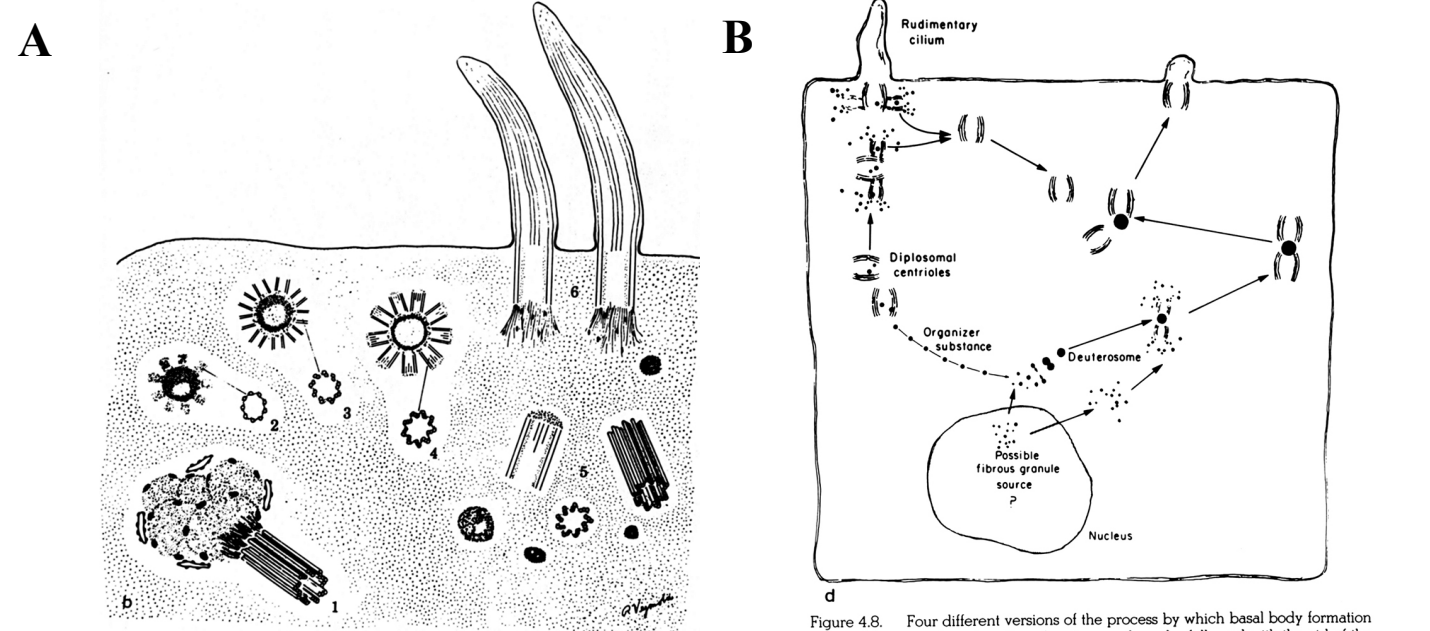 A
1
2
3
4
5
6
b
B
Rudimentary
cilium
Diplosomal
centrioles
Organizer
substance
Deuterosome
Possible
fibrous granule
source
?
Nucleus
d
Figure 4.8. Four different versions of the process by which basal body formation